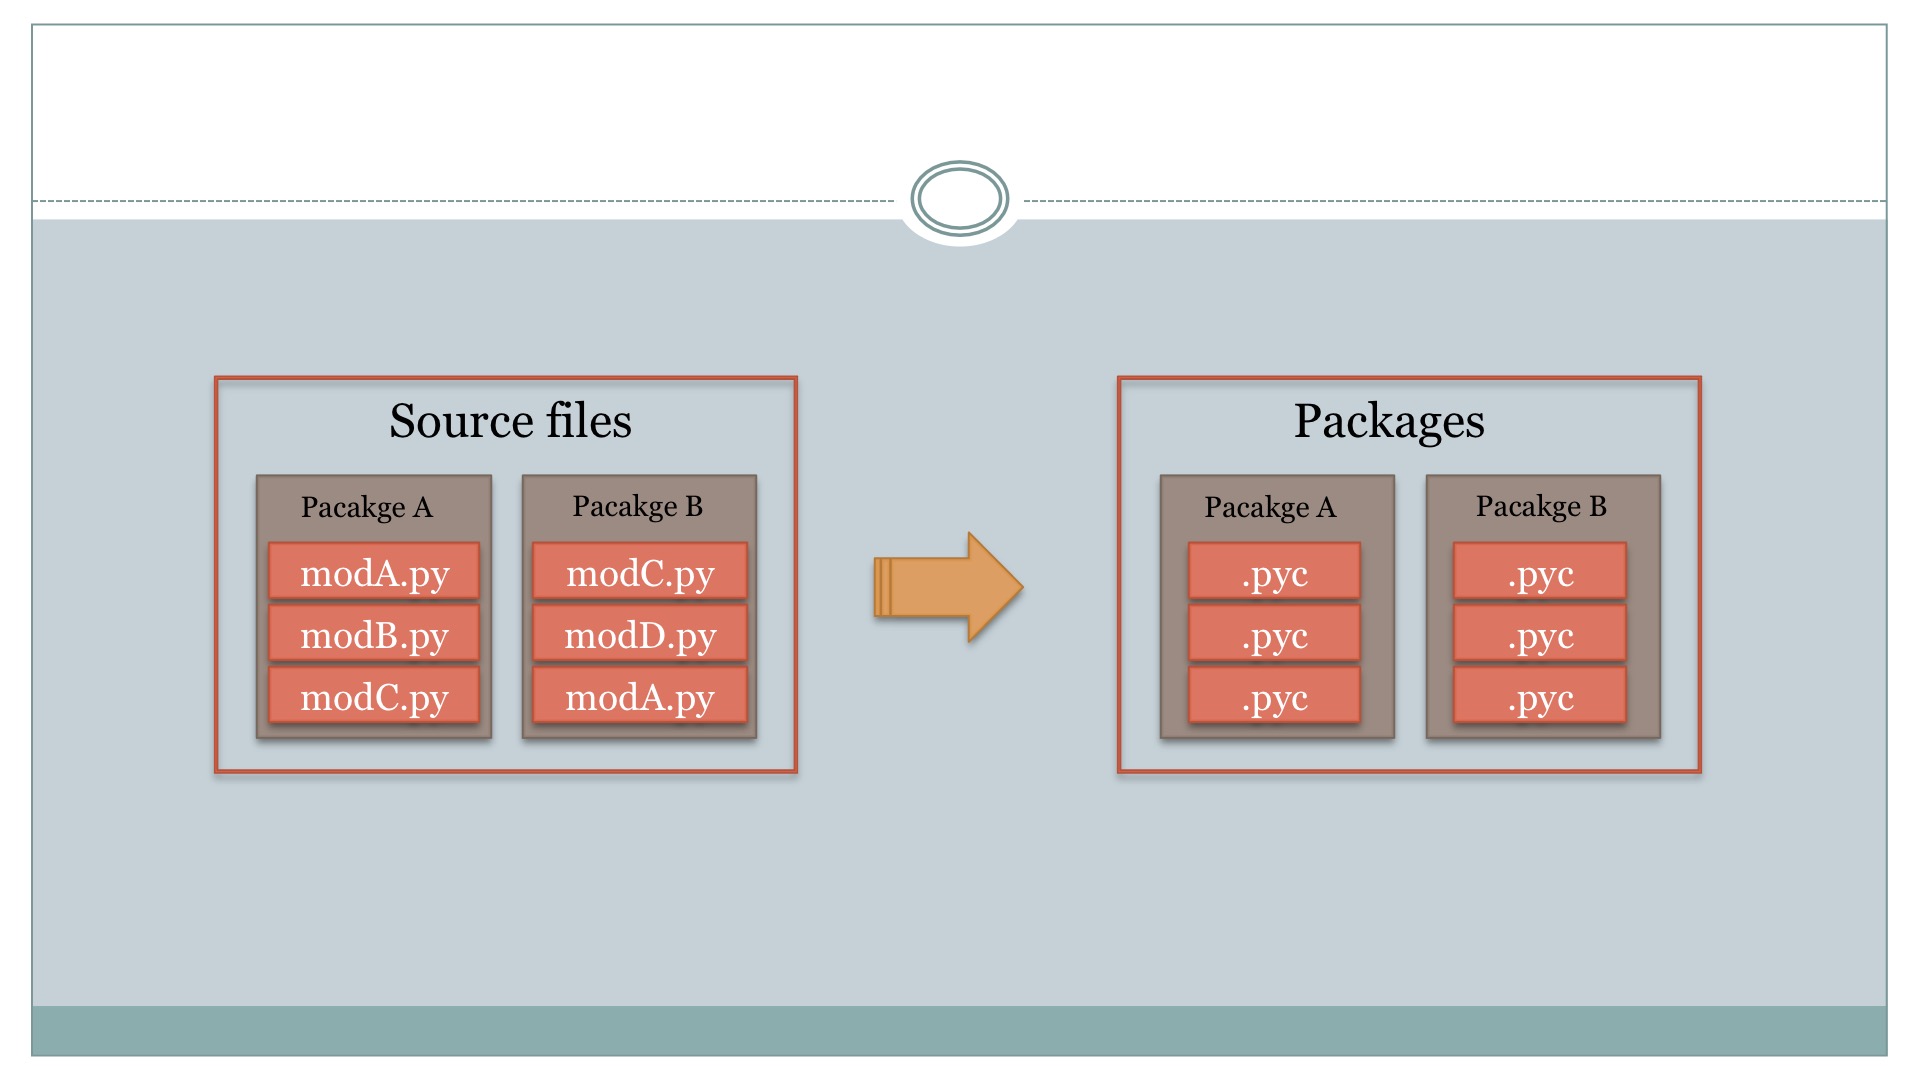 Source files
Pacakge A
modA.py
modB.py
modC.py
Pacakge B
modC.py
modD.py
modA.py
Packages
Pacakge A
.pyc
.pyc
.pyc
Pacakge B
.pyc
.pyc
.pyc